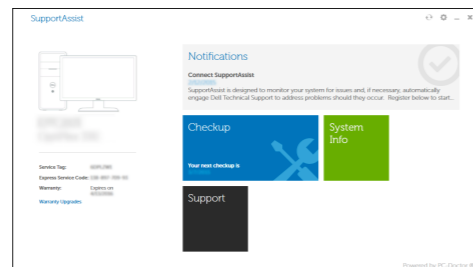 SupportAssist
Notifications
Connect SupportAssist
SupportAssist is designed to monitor your system for issues and, if necessary, automatically
engage Dell Technical Support to address problems should they occur. Register below to start..
Checkup
Your next checkup is
System
Info
Support
Service Tag:
Express Service Code:
Warranty: Expires on
Warranty Upgrades
Powered by PC-Doctor ®